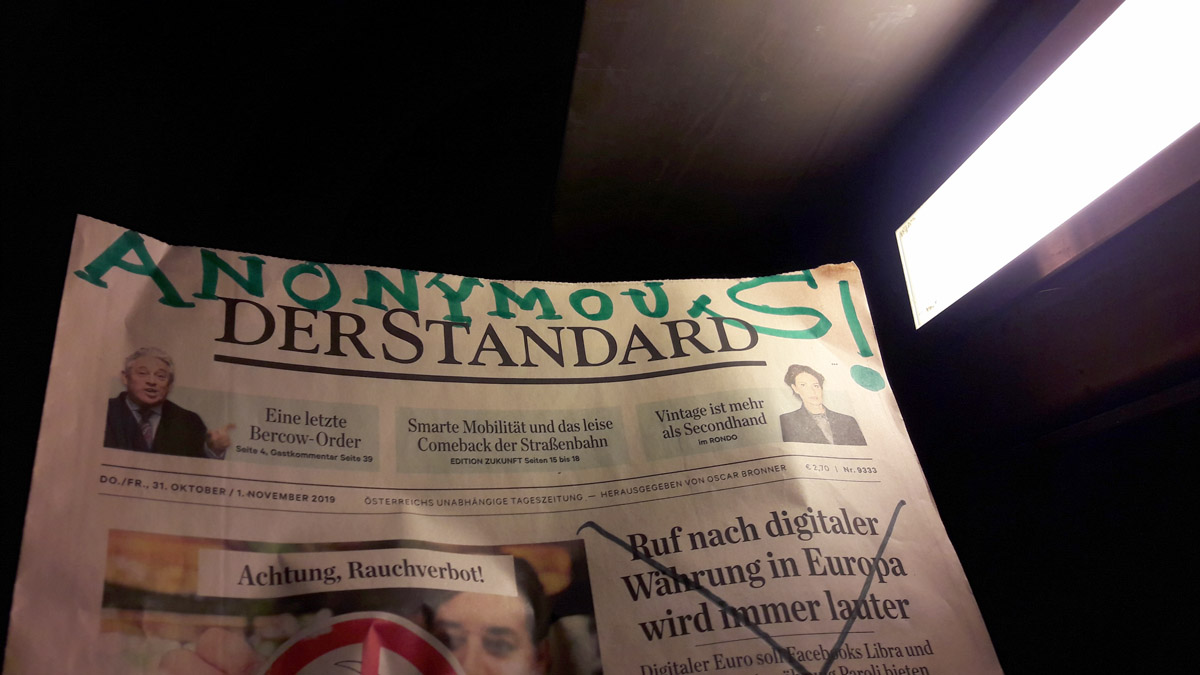 ANONYMOUS!
DERSTANDARD
Eine letzte
Bercow-Order
Seite 4, Gastkommentar Seite 39
Smarte Mobilität und das leise
Comeback der Straßenbahn
EDITION ZUKUNFT Seiten 15 bis 18
Vintage ist mehr
als Secondhand
im RONDO
DO./FR., 31. OKTOBER / 1. NOVEMBER 2019
ÖSTERREICHS UNABHÄNGIGE TAGESZEITUNG — HERAUSGEGEBEN VON OSCAR BRONNER
€ 2,70 | Nr. 9333
Achtung, Rauchverbot!
Ruf nach digitaler
Währung in Europa
wird immer lauter
Digitaler Euro soll Facebooks Libra und
Paroli bieten